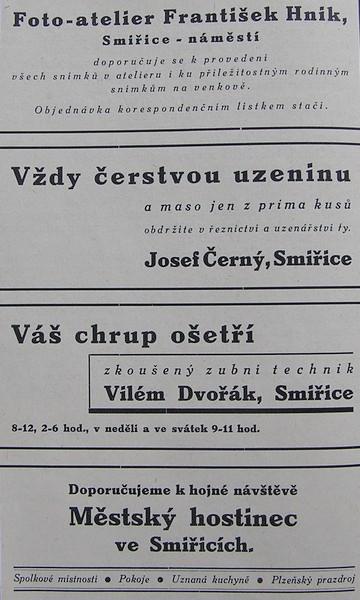 Foto-atelier František Hnik,
Smiřice - náměstí
doporučuje se k provedení
všech snímků v atelieru i ku příležitostným rodinným
snímkům na venkově.
Objednávka korespondenčním lístkem stačí.
Vždy čerstvou uzeninu
a maso jen z prima kusů
obdržíte v řeznictví a uzenářství fy.
Josef Černý, Smiřice
Váš chrup ošetří
zkoušený zubní technik
Vilém Dvořák, Smiřice
8-12, 2-6 hod., v neděli a ve svátek 9-11 hod.
Doporučujeme k hojné návštěvě
Městský hostinec
ve Smiřicích.
Spolkové místnosti ● Pokoje ● Uznaná kuchyně ● Plzeňský prazdroj